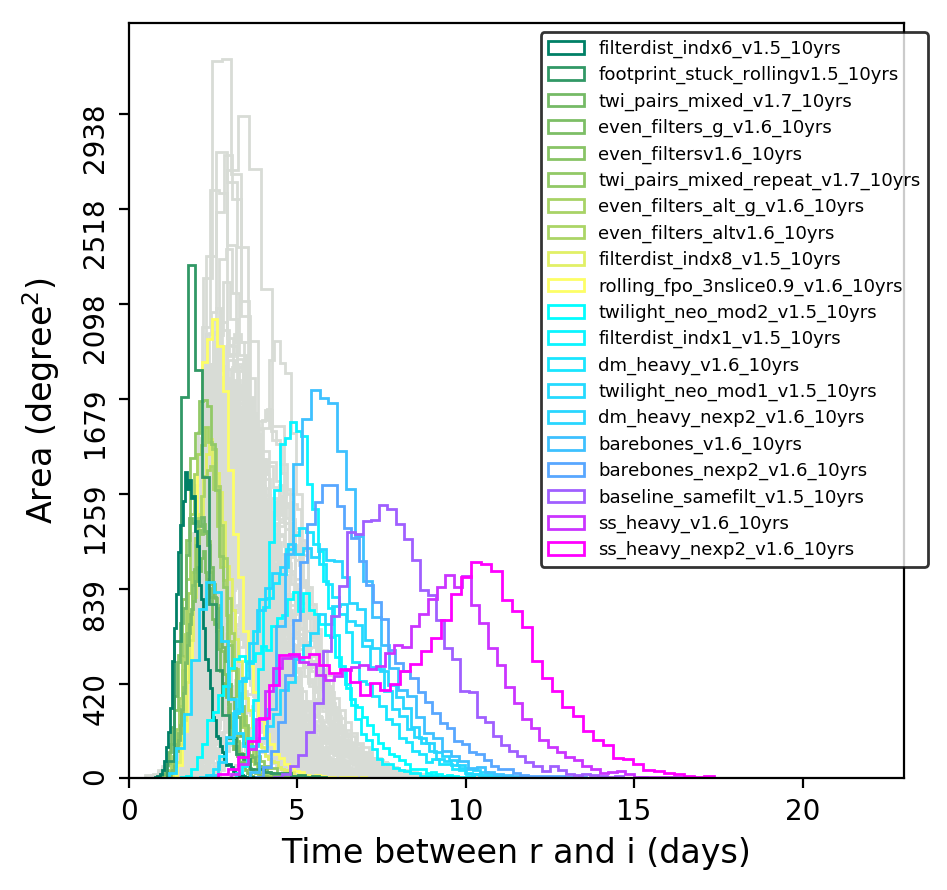 filterdist_indx6_v1.5_10yrs
footprint_stuck_rollingv1.5_10yrs
twi_pairs_mixed_v1.7_10yrs
even_filters_g_v1.6_10yrs
even_filtersv1.6_10yrs
twi_pairs_mixed_repeat_v1.7_10yrs
even_filters_alt_g_v1.6_10yrs
even_filters_altv1.6_10yrs
filterdist_indx8_v1.5_10yrs
rolling_fpo_3nslice0.9_v1.6_10yrs
twilight_neo_mod2_v1.5_10yrs
filterdist_indx1_v1.5_10yrs
dm_heavy_v1.6_10yrs
twilight_neo_mod1_v1.5_10yrs
dm_heavy_nexp2_v1.6_10yrs
barebones_v1.6_10yrs
barebones_nexp2_v1.6_10yrs
baseline_samefilt_v1.5_10yrs
ss_heavy_v1.6_10yrs
ss_heavy_nexp2_v1.6_10yrs
Area (degree²)
2938
2518
2098
1679
1259
839
420
0
0 5 10 15 20
Time between r and i (days)